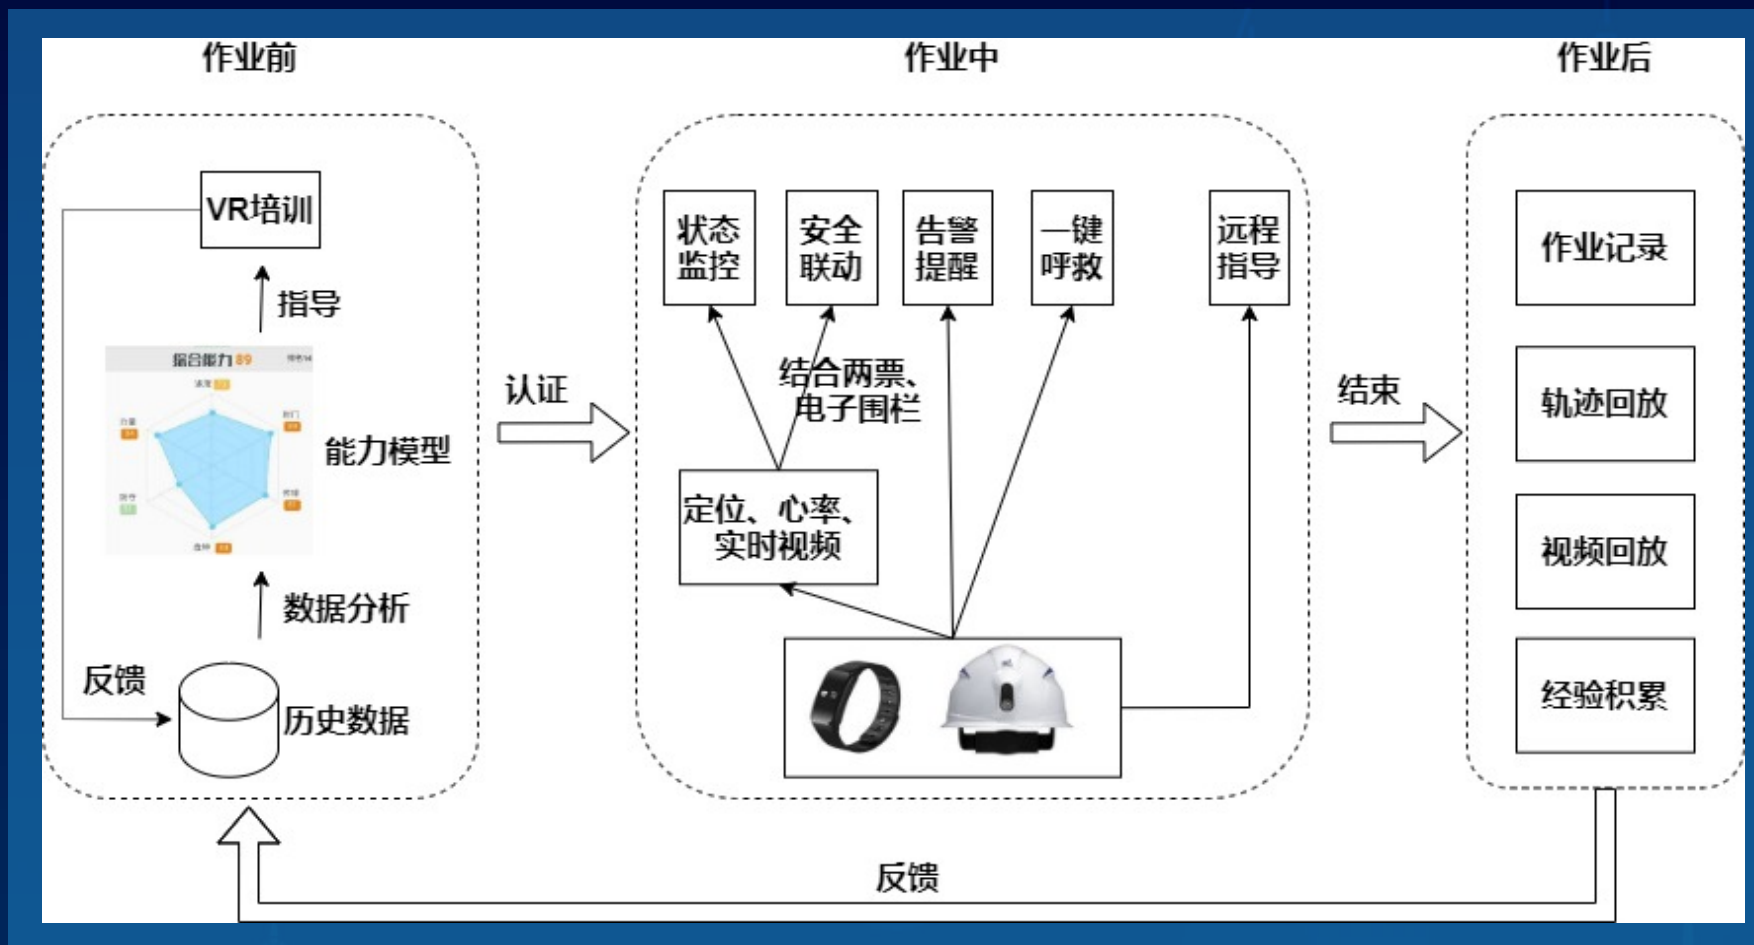 作业前
作业中
作业后
VR培训
指导
综合能力 89
能力模型
数据分析
反馈
历史数据
认证
状态
监控
安全
联动
告警
提醒
一键
呼救
远程
指导
结合两票、
电子围栏
定位、心率、
实时视频
结束
作业记录
轨迹回放
视频回放
经验积累
反馈